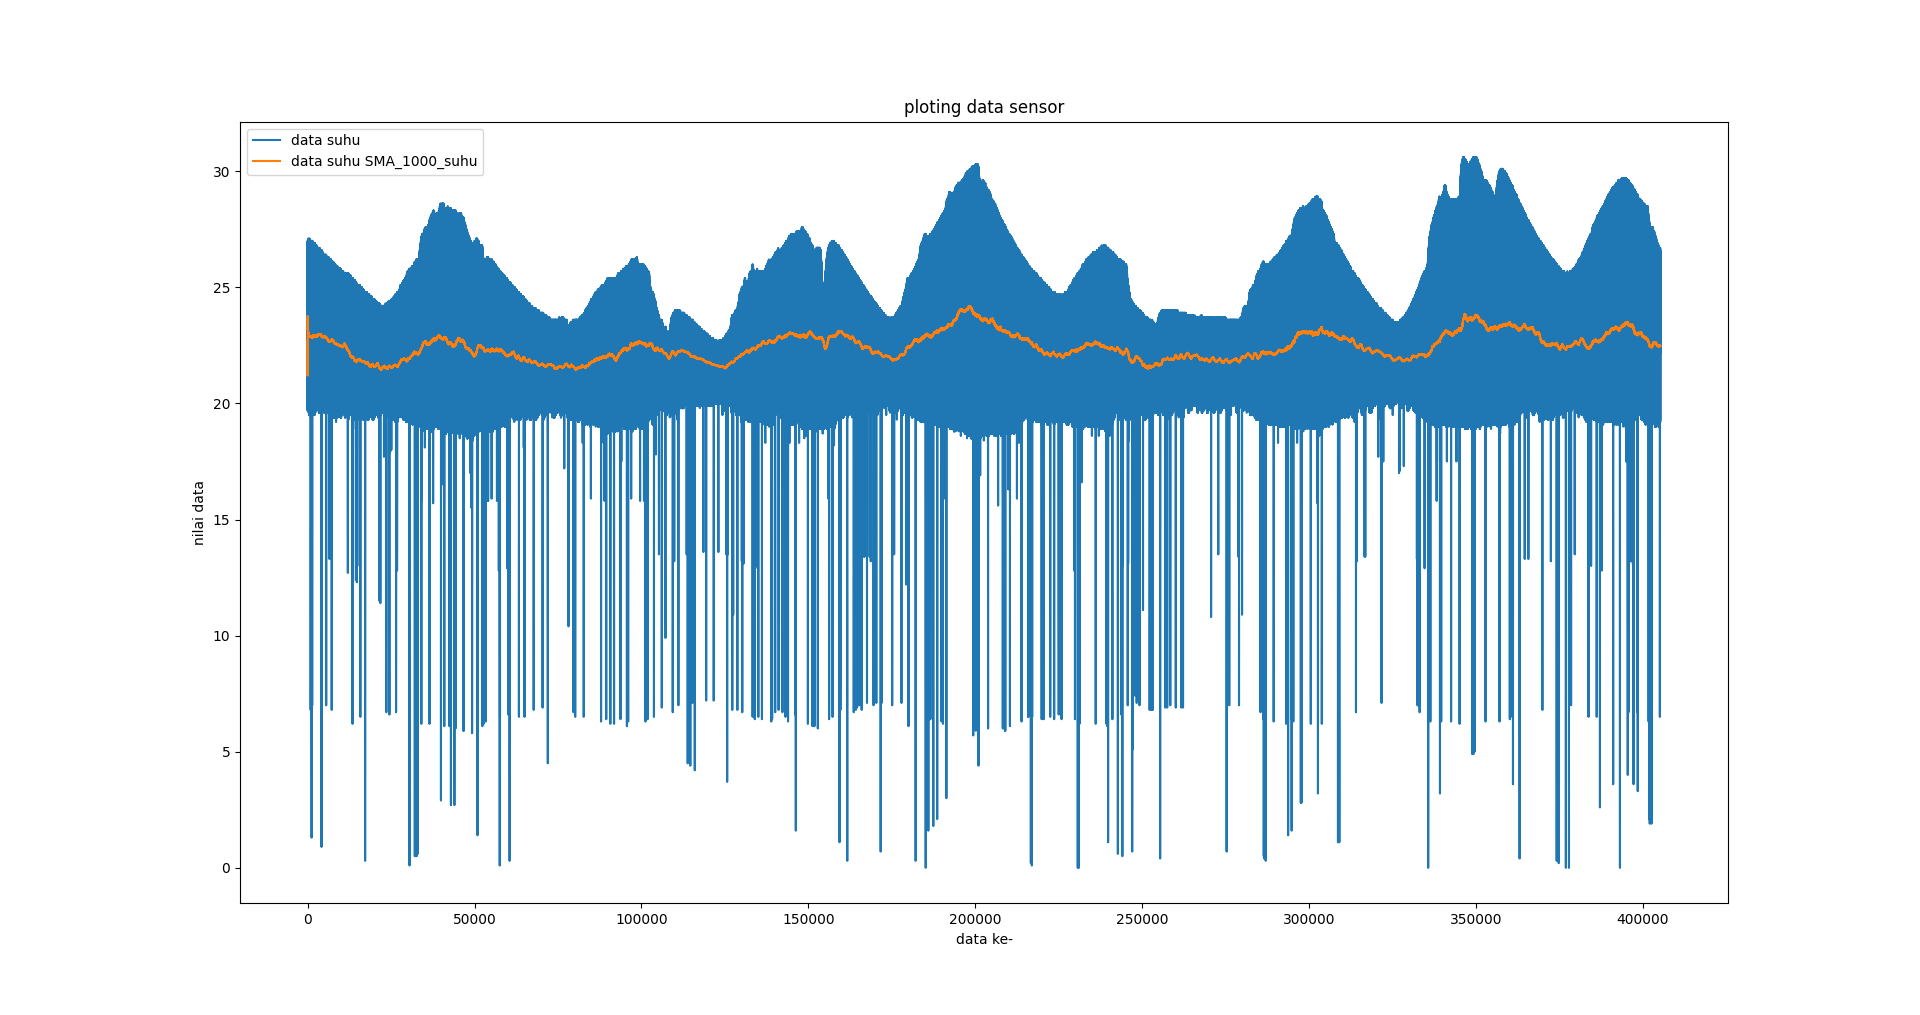 ploting data sensor
data suhu
data suhu SMA_1000_suhu
nilai data
30
25
20
15
10
5
0
0 50000 100000 150000 200000 250000 300000 350000 400000
data ke-